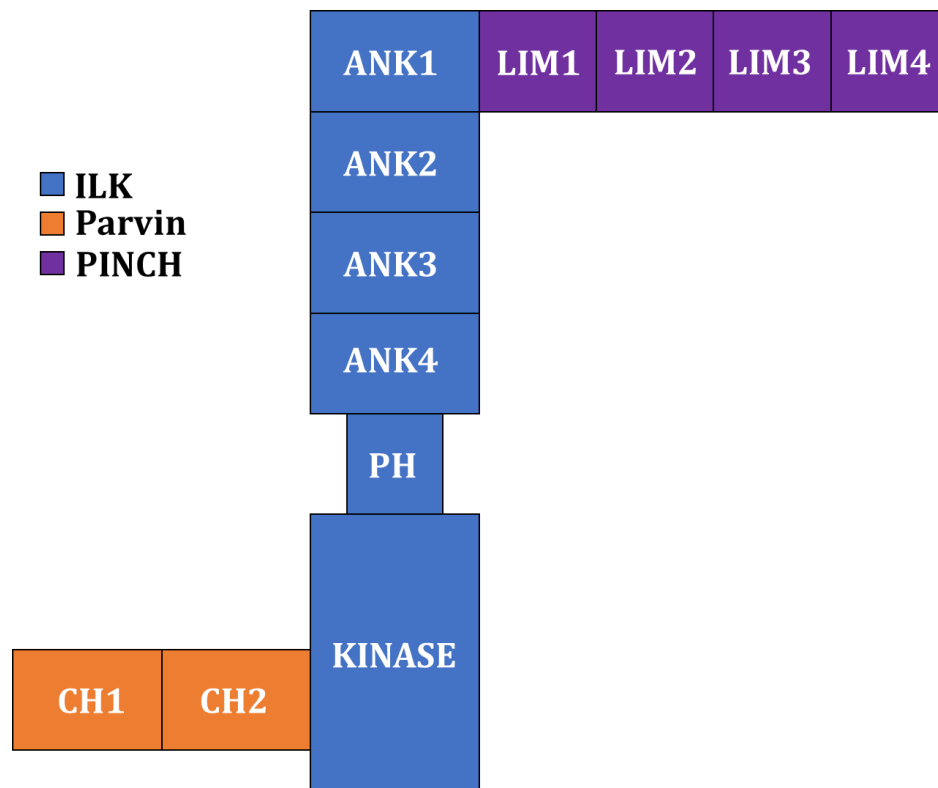 ANK1 LIM1 LIM2 LIM3 LIM4
ANK2
ILK
Parvin
PINCH
ANK3
ANK4
PH
KINASE
CH1 CH2